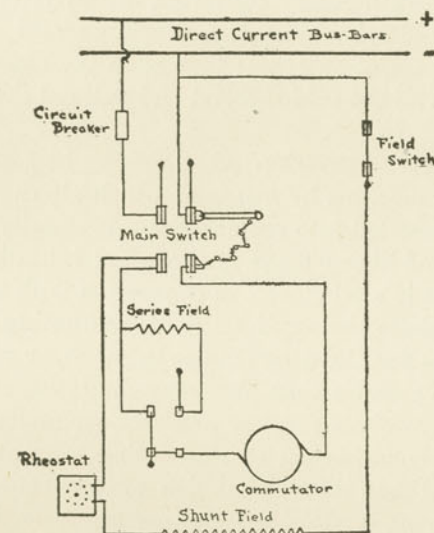 +
Direct Current Bus-Bars.
-
Circuit
Breaker
Field
Switch
Main Switch
Series Field
Rheostat
Commutator
Shunt Field